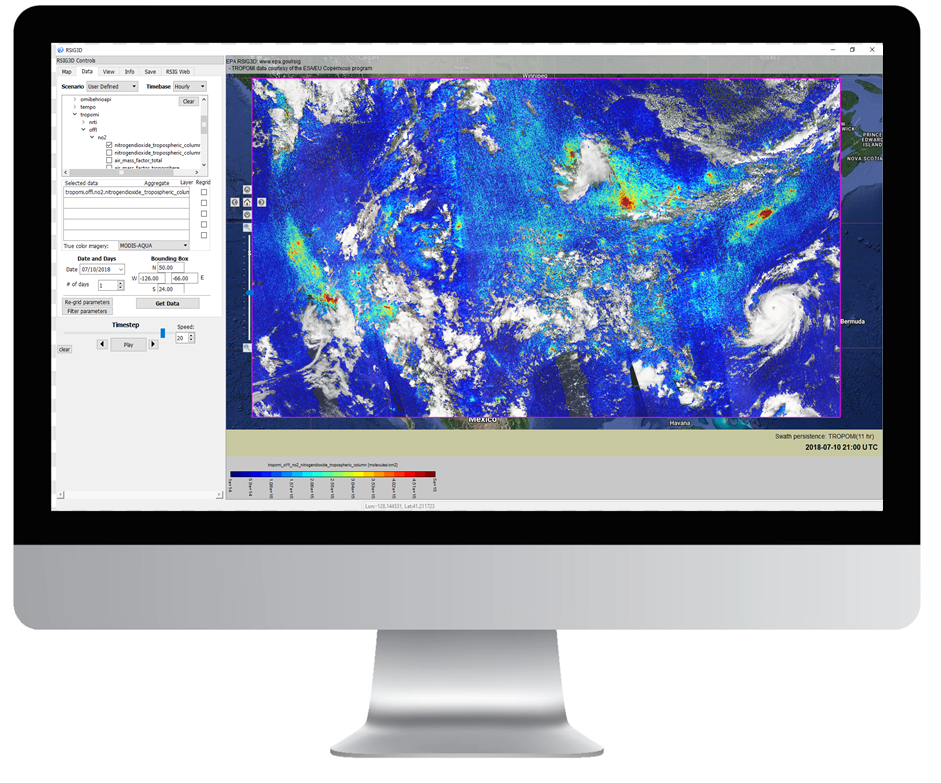 RSIG3D
RSIG3D Controls
Map Data View Info Save RSIG Web
Scenario User Defined Timebase Hourly
omibehrvioapi
Clear
tempo
tropomi
nrti
offl
no2
nitrogendioxide_tropospheric_column
nitrogendioxide_tropospheric_column
air_mass_factor_total
air_mass_factor_troposphere
Selected data Aggregate Layer Regrid
tropomi.offl.no2.nitrogendioxide_tropospheric_colum
True color imagery: MODIS-AQUA
Date and Days Bounding Box
Date 07/10/2018 N 50.00
W -126.00 -66.00 E
# of days 1 S 24.00
Re-grid parameters Get Data
Filter parameters
Timestep Speed:
Play 20
clear
EPA RSIG3D: www.epa.gov/rsig
~TROPOMI data courtesy of the ESA/EU Copernicus program
Winnipeg
PRINCE
EDWARD
ISLAND
WICK
NOVA SCOTIA
Bermuda
Mexico
Havana
Swath persistence: TROPOMI(11 hr)
2018-07-10 21:00 UTC
tropomi_offl_no2_nitrogendioxide_tropospheric_column [molecules/cm2]
Lon:-128.144531, Lat:41.211723